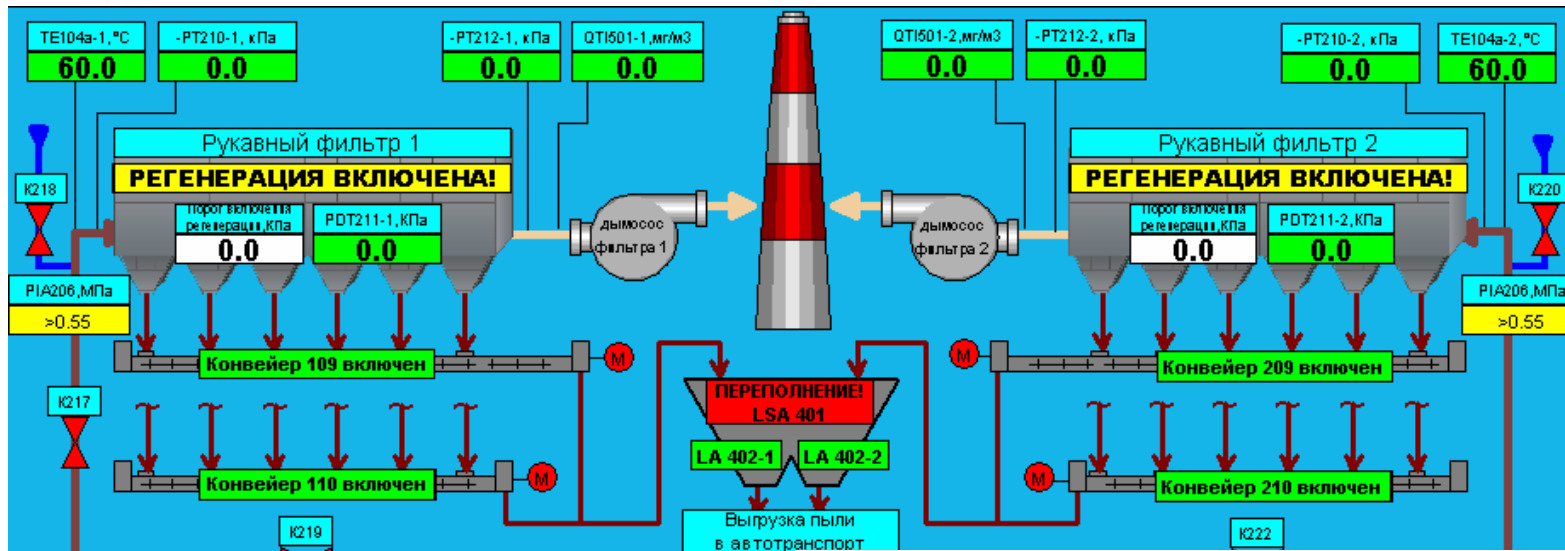 TE104a-1,°C
-PT210-1, кПа
-PT212-1, кПа
QTI501-1,мг/м3
QTI501-2,мг/м3
-PT212-2, кПа
-PT210-2, кПа
TE104a-2,°C
60.0
0.0
0.0
0.0
0.0
0.0
0.0
60.0
Рукавный фильтр 1
Рукавный фильтр 2
РЕГЕНЕРАЦИЯ ВКЛЮЧЕНА!
РЕГЕНЕРАЦИЯ ВКЛЮЧЕНА!
К218
К220
Порог включения
регенерации,КПа
0.0
PDT211-1,КПа
0.0
дымосос
фильтра 1
дымосос
фильтра 2
Порог включения
регенерации,КПа
0.0
PDT211-2,КПа
0.0
PIA206,МПа
>0.55
PIA206,МПа
>0.55
Конвейер 109 включен
М
М
Конвейер 209 включен
К217
ПЕРЕПОЛНЕНИЕ!
LSA 401
LA 402-1
LA 402-2
Конвейер 110 включен
М
М
Конвейер 210 включен
К219
Выгрузка пыли
в автотранспорт
К222